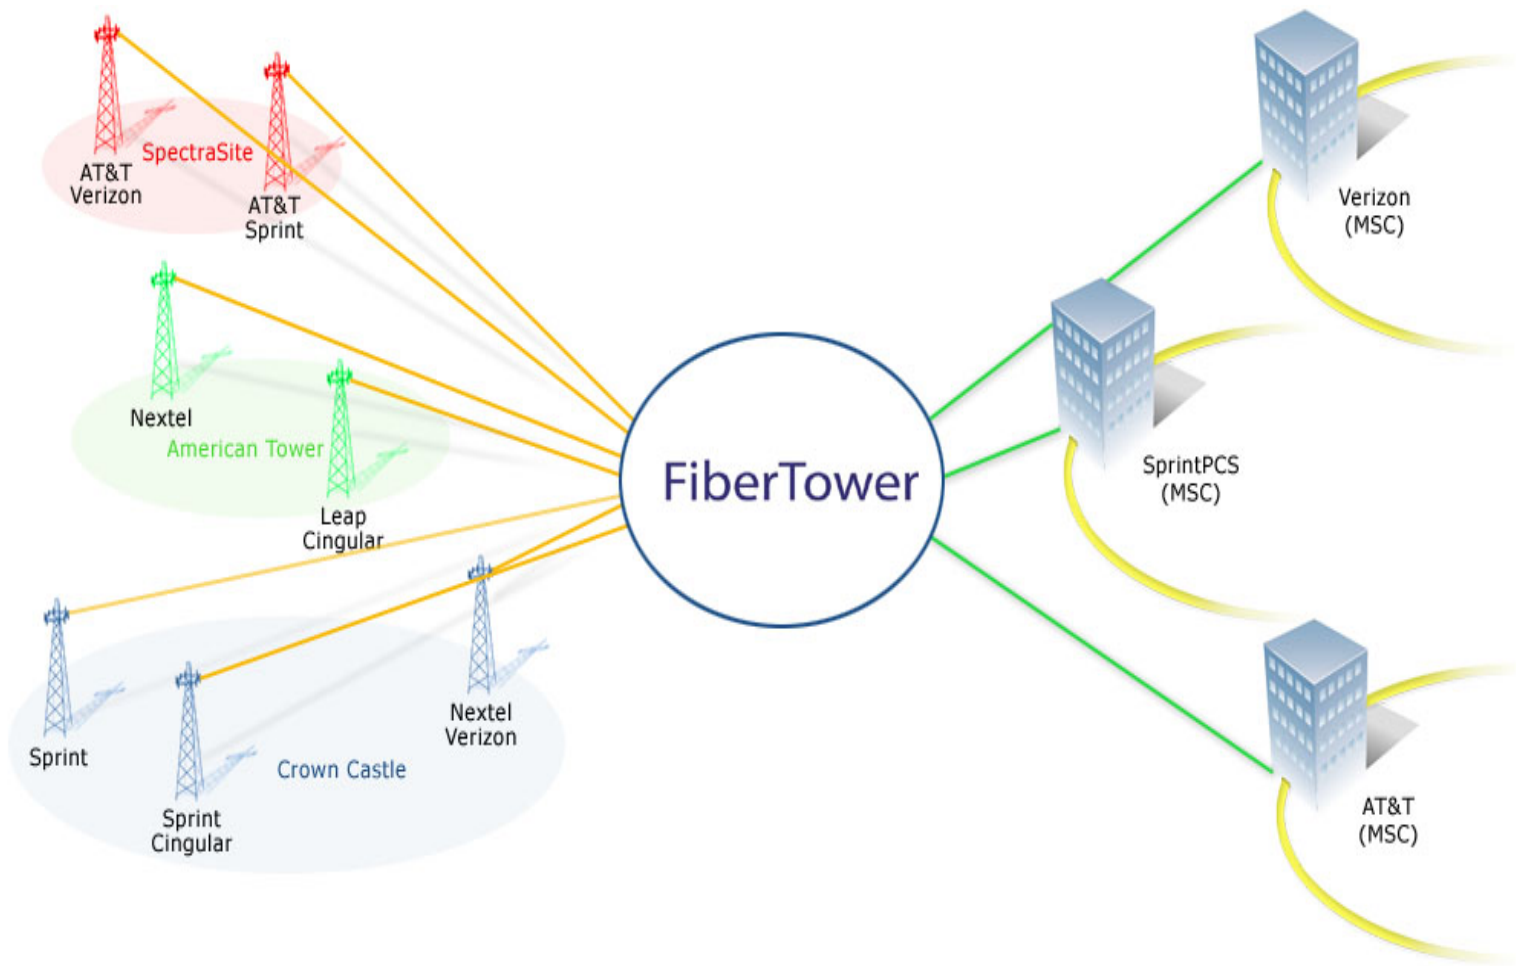 SpectraSite
AT&T
Verizon
AT&T
Sprint
Nextel
American Tower
Leap
Cingular
Sprint
Sprint
Cingular
Crown Castle
Nextel
Verizon
FiberTower
Verizon
(MSC)
SprintPCS
(MSC)
AT&T
(MSC)